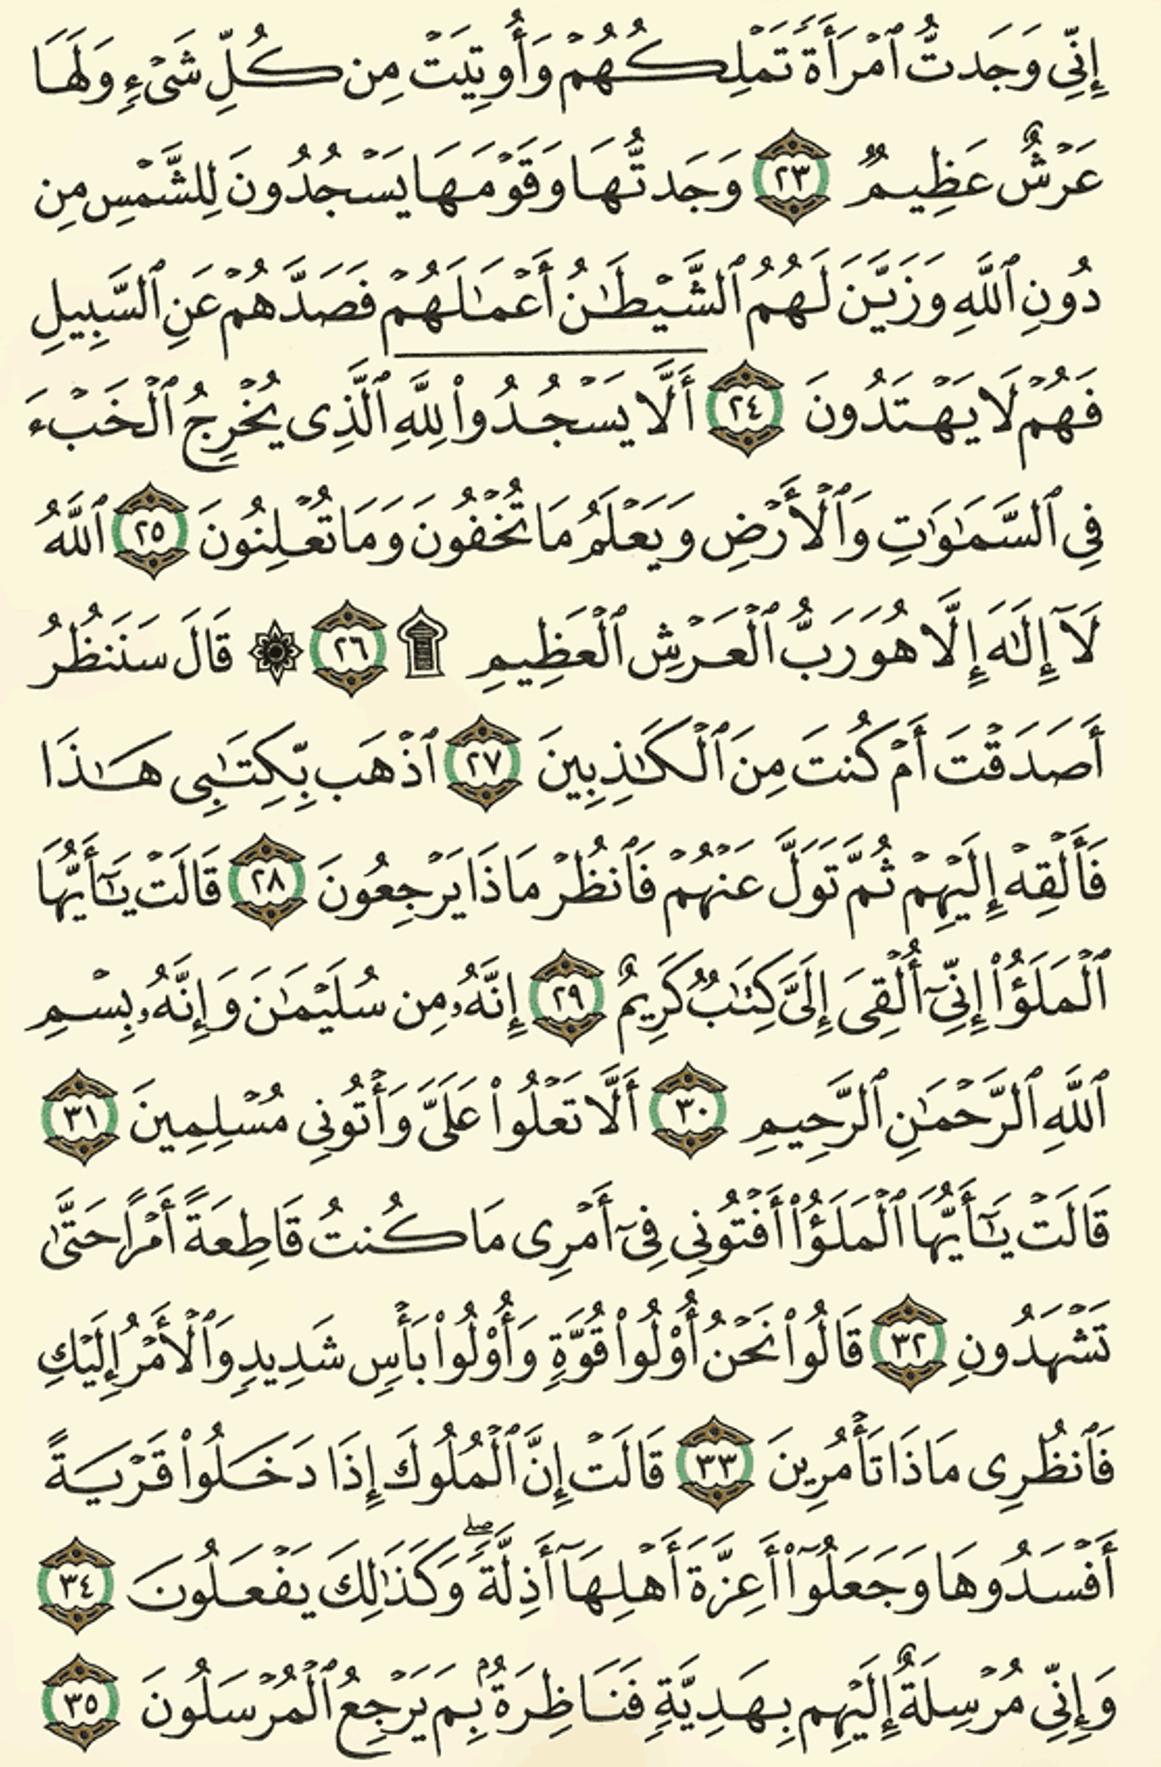 إِنِّى وَجَدتُّ ٱمْرَأَةً تَمْلِكُهُمْ وَأُوتِيَتْ مِن كُلِّ شَىْءٍ وَلَهَا
عَرْشٌ عَظِيمٌ ٢٣ وَجَدتُّهَا وَقَوْمَهَا يَسْجُدُونَ لِلشَّمْسِ مِن
دُونِ ٱللَّهِ وَزَيَّنَ لَهُمُ ٱلشَّيْطَٰنُ أَعْمَٰلَهُمْ فَصَدَّهُمْ عَنِ ٱلسَّبِيلِ
فَهُمْ لَا يَهْتَدُونَ ٢٤ أَلَّا يَسْجُدُوا۟ لِلَّهِ ٱلَّذِى يُخْرِجُ ٱلْخَبْءَ
فِى ٱلسَّمَٰوَٰتِ وَٱلْأَرْضِ وَيَعْلَمُ مَا تُخْفُونَ وَمَا تُعْلِنُونَ ٢٥ ٱللَّهُ
لَآ إِلَٰهَ إِلَّا هُوَ رَبُّ ٱلْعَرْشِ ٱلْعَظِيمِ ۩ ٢٦ ۞ قَالَ سَنَنظُرُ
أَصَدَقْتَ أَمْ كُنتَ مِنَ ٱلْكَٰذِبِينَ ٢٧ ٱذْهَب بِّكِتَٰبِى هَٰذَا
فَأَلْقِهْ إِلَيْهِمْ ثُمَّ تَوَلَّ عَنْهُمْ فَٱنظُرْ مَاذَا يَرْجِعُونَ ٢٨ قَالَتْ يَٰٓأَيُّهَا
ٱلْمَلَؤُا۟ إِنِّىٓ أُلْقِىَ إِلَىَّ كِتَٰبٌ كَرِيمٌ ٢٩ إِنَّهُۥ مِن سُلَيْمَٰنَ وَإِنَّهُۥ بِسْمِ
ٱللَّهِ ٱلرَّحْمَٰنِ ٱلرَّحِيمِ ٣٠ أَلَّا تَعْلُوا۟ عَلَىَّ وَأْتُونِى مُسْلِمِينَ ٣١
قَالَتْ يَٰٓأَيُّهَا ٱلْمَلَؤُا۟ أَفْتُونِى فِىٓ أَمْرِى مَا كُنتُ قَاطِعَةً أَمْرًا حَتَّىٰ
تَشْهَدُونِ ٣٢ قَالُوا۟ نَحْنُ أُو۟لُوا۟ قُوَّةٍ وَأُو۟لُوا۟ بَأْسٍ شَدِيدٍ وَٱلْأَمْرُ إِلَيْكِ
فَٱنظُرِى مَاذَا تَأْمُرِينَ ٣٣ قَالَتْ إِنَّ ٱلْمُلُوكَ إِذَا دَخَلُوا۟ قَرْيَةً
أَفْسَدُوهَا وَجَعَلُوٓا۟ أَعِزَّةَ أَهْلِهَآ أَذِلَّةً ۖ وَكَذَٰلِكَ يَفْعَلُونَ ٣٤
وَإِنِّى مُرْسِلَةٌ إِلَيْهِم بِهَدِيَّةٍ فَنَاظِرَةٌۢ بِمَ يَرْجِعُ ٱلْمُرْسَلُونَ ٣٥